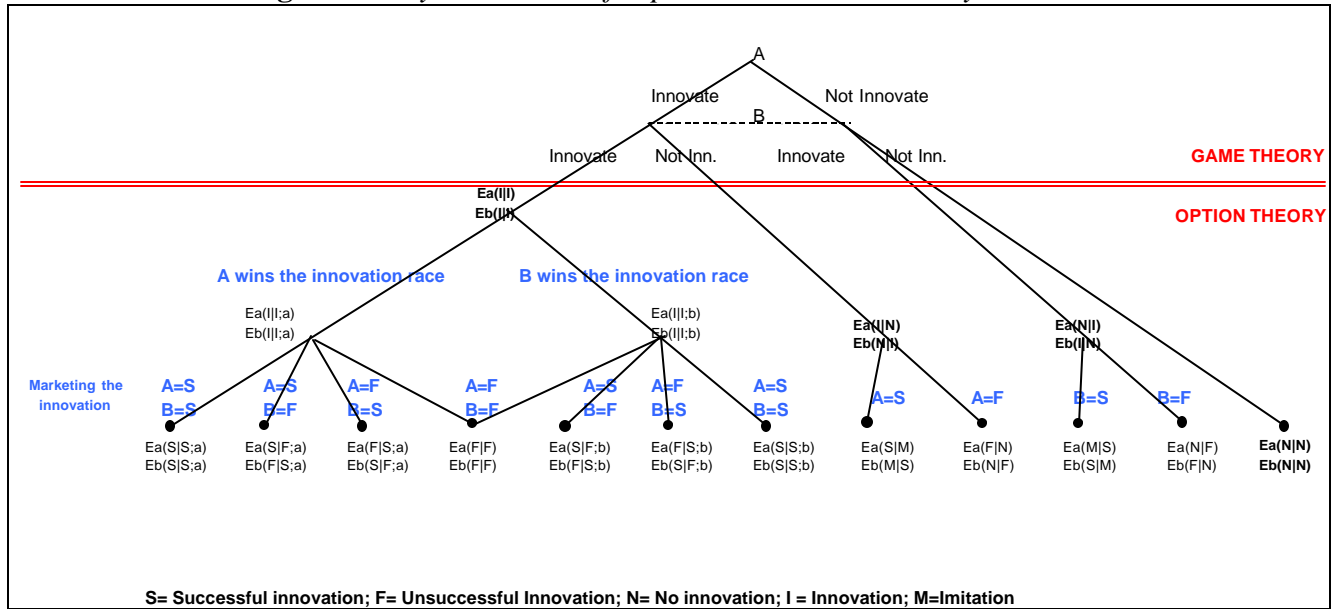 A
Innovate Not Innovate
B
Innovate Not Inn. Innovate Not Inn.
GAME THEORY
Ea(I|I)
Eb(I|I)
OPTION THEORY
A wins the innovation race B wins the innovation race
Ea(I|I;a) Ea(I|I;b)
Eb(I|I;a) Eb(I|I;b)
Ea(I|N) Ea(N|I)
Eb(N|I) Eb(I|N)
Marketing the
innovation
A=S A=S A=F A=F A=S A=F A=S
B=S B=F B=S B=F B=F B=S B=S
A=S A=F B=S B=F
Ea(S|S;a) Ea(S|F;a) Ea(F|S;a) Ea(F|F) Ea(S|F;b) Ea(F|S;b) Ea(S|S;b) Ea(S|M) Ea(F|N) Ea(M|S) Ea(N|F) Ea(N|N)
Eb(S|S;a) Eb(F|S;a) Eb(S|F;a) Eb(F|F) Eb(F|S;b) Eb(S|F;b) Eb(S|S;b) Eb(M|S) Eb(N|F) Eb(S|M) Eb(F|N) Eb(N|N)
S= Successful innovation; F= Unsuccessful Innovation; N= No innovation; I = Innovation; M=Imitation